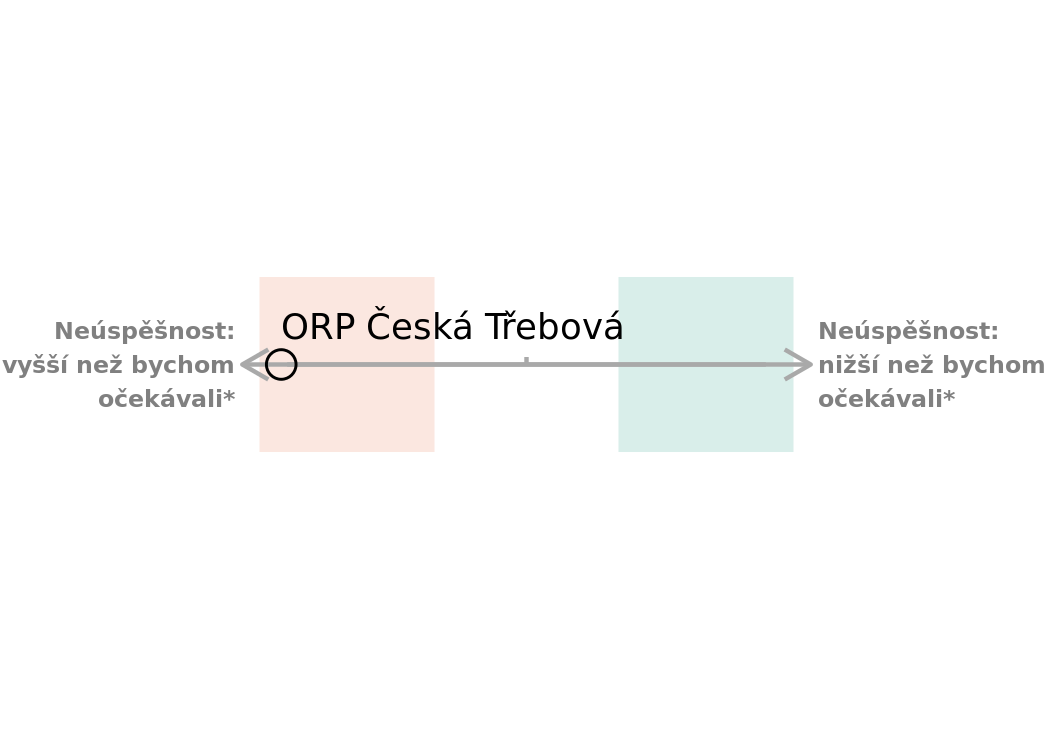 ORP Česká Třebová
Neúspěšnost:
vyšší než bychom
očekávali*
Neúspěšnost:
nižší než bychom
očekávali*